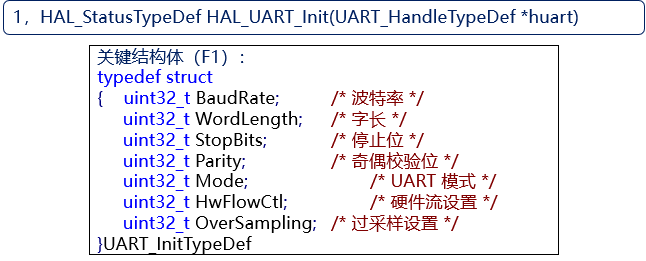 1，HAL_StatusTypeDef HAL_UART_Init(UART_HandleTypeDef *huart)
关键结构体（F1）：
typedef struct
{ uint32_t BaudRate; /* 波特率 */
uint32_t WordLength; /* 字长 */
uint32_t StopBits; /* 停止位 */
uint32_t Parity; /* 奇偶校验位 */
uint32_t Mode; /* UART 模式 */
uint32_t HwFlowCtl; /* 硬件流设置 */
uint32_t OverSampling; /* 过采样设置 */
}UART_InitTypeDef